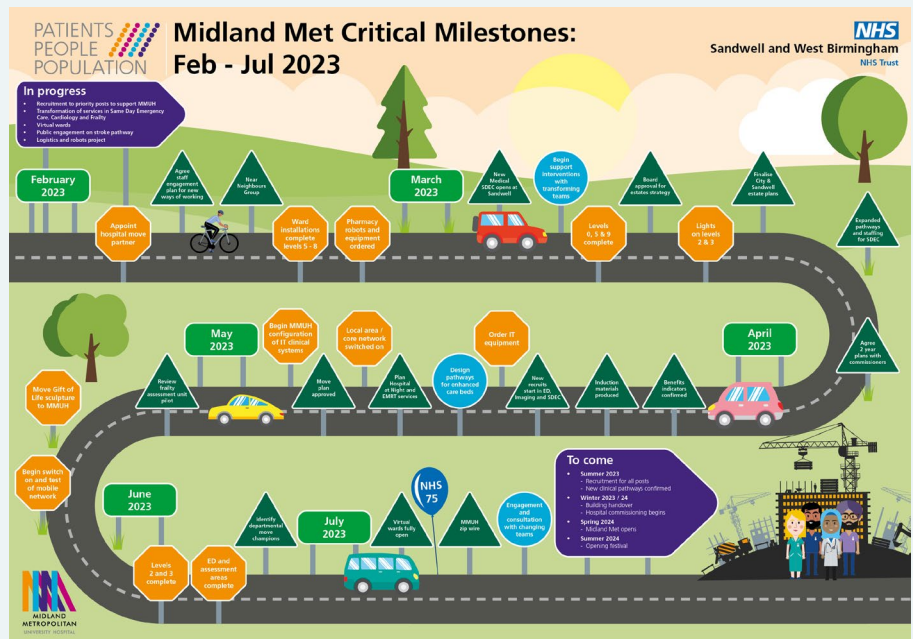 PATIENTS
PEOPLE
POPULATION
Midland Met Critical Milestones:
Feb - Jul 2023
NHS
Sandwell and West Birmingham
NHS Trust
In progress
• Recruitment to priority posts to support MMUH
• Transformation of services in Same Day Emergency
Care, Cardiology and Frailty
• Virtual wards
• Public engagement on stroke pathway
• Logistics and robots project
February
2023
Appoint
hospital move
partner
Agree
staff
engagement
plan for new
ways of working
Near
Neighbours
Group
Ward
installations
complete
levels 5 - 8
Pharmacy
robots and
equipment
ordered
March
2023
New
Medical
SDEC opens at
Sandwell
Begin
support
interventions
with
transforming
teams
Levels
0, 5 & 9
complete
Board
approval for
estates strategy
Lights
on levels
2 & 3
Finalise
City &
Sandwell
estate plans
Expanded
pathways
and staffing
for SDEC
Agree
2 year
plans with
commissioners
April
2023
Benefits
indicators
confirmed
Induction
materials
produced
New
recruits
start in ED,
Imaging and SDEC
Order IT
equipment
Design
pathways
for enhanced
care beds
Plan
Hospital
at Night and
EMRT services
Local area /
core network
switched on
Move
plan
approved
Begin MMUH
configuration
of IT clinical
systems
May
2023
Review
frailty
assessment unit
pilot
Move Gift of
Life sculpture
to MMUH
Begin switch
on and test
of mobile
network
June
2023
Levels
2 and 3
complete
ED and
assessment
areas
complete
Identify
departmental
move
champions
July
2023
Virtual
wards fully
open
NHS
75
MMUH
zip wire
Engagement
and
consultation
with changing
teams
To come
• Summer 2023
- Recruitment for all posts
- New clinical pathways confirmed
• Winter 2023 / 24
- Building handover
- Hospital commissioning begins
• Spring 2024
- Midland Met opens
• Summer 2024
- Opening festival
MIDLAND
METROPOLITAN
UNIVERSITY HOSPITAL